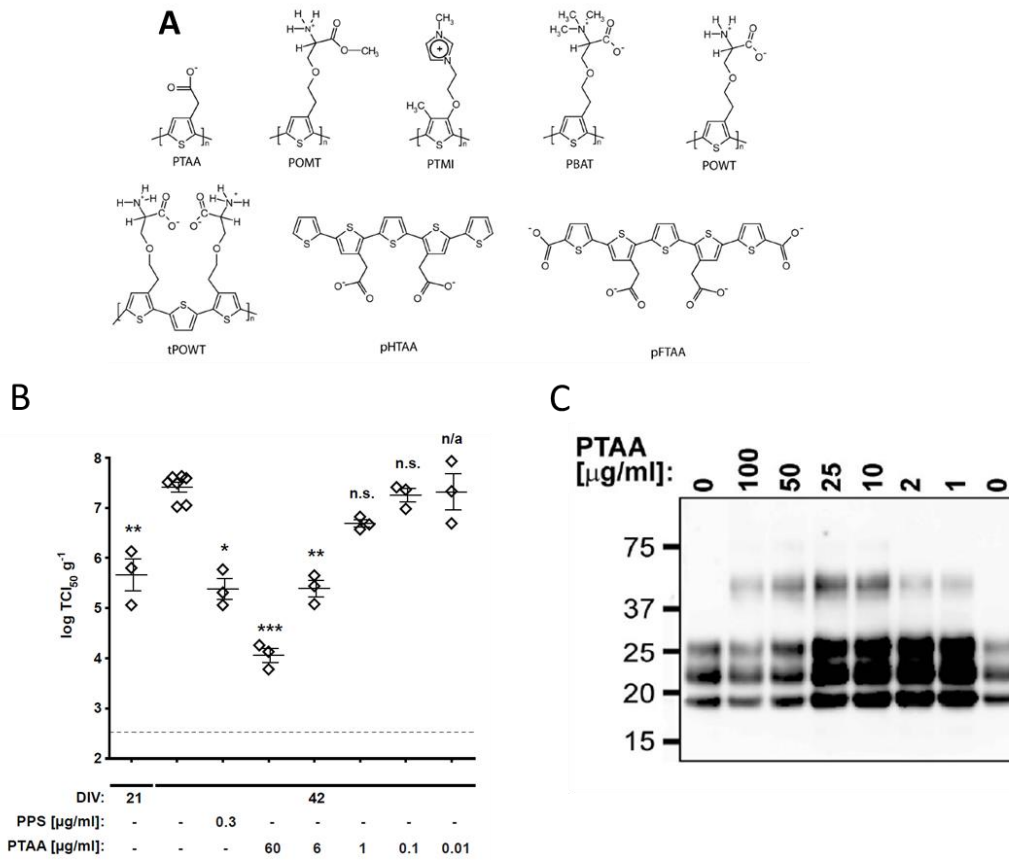 A
PTAA
POMT
PTMI
PBAT
POWT
tPOWT
pHTAA
pFTAA
B
log TCI50 g-1
8
7
6
5
4
3
2
**
*
***
**
n.s.
n.s.
n/a
DIV: 21 42
PPS [µg/ml]: - - 0.3 - - - - -
PTAA [µg/ml]: - - - 60 6 1 0.1 0.01
C
PTAA
[µg/ml]: 0 100 50 25 10 2 1 0
75
37
25
20
15